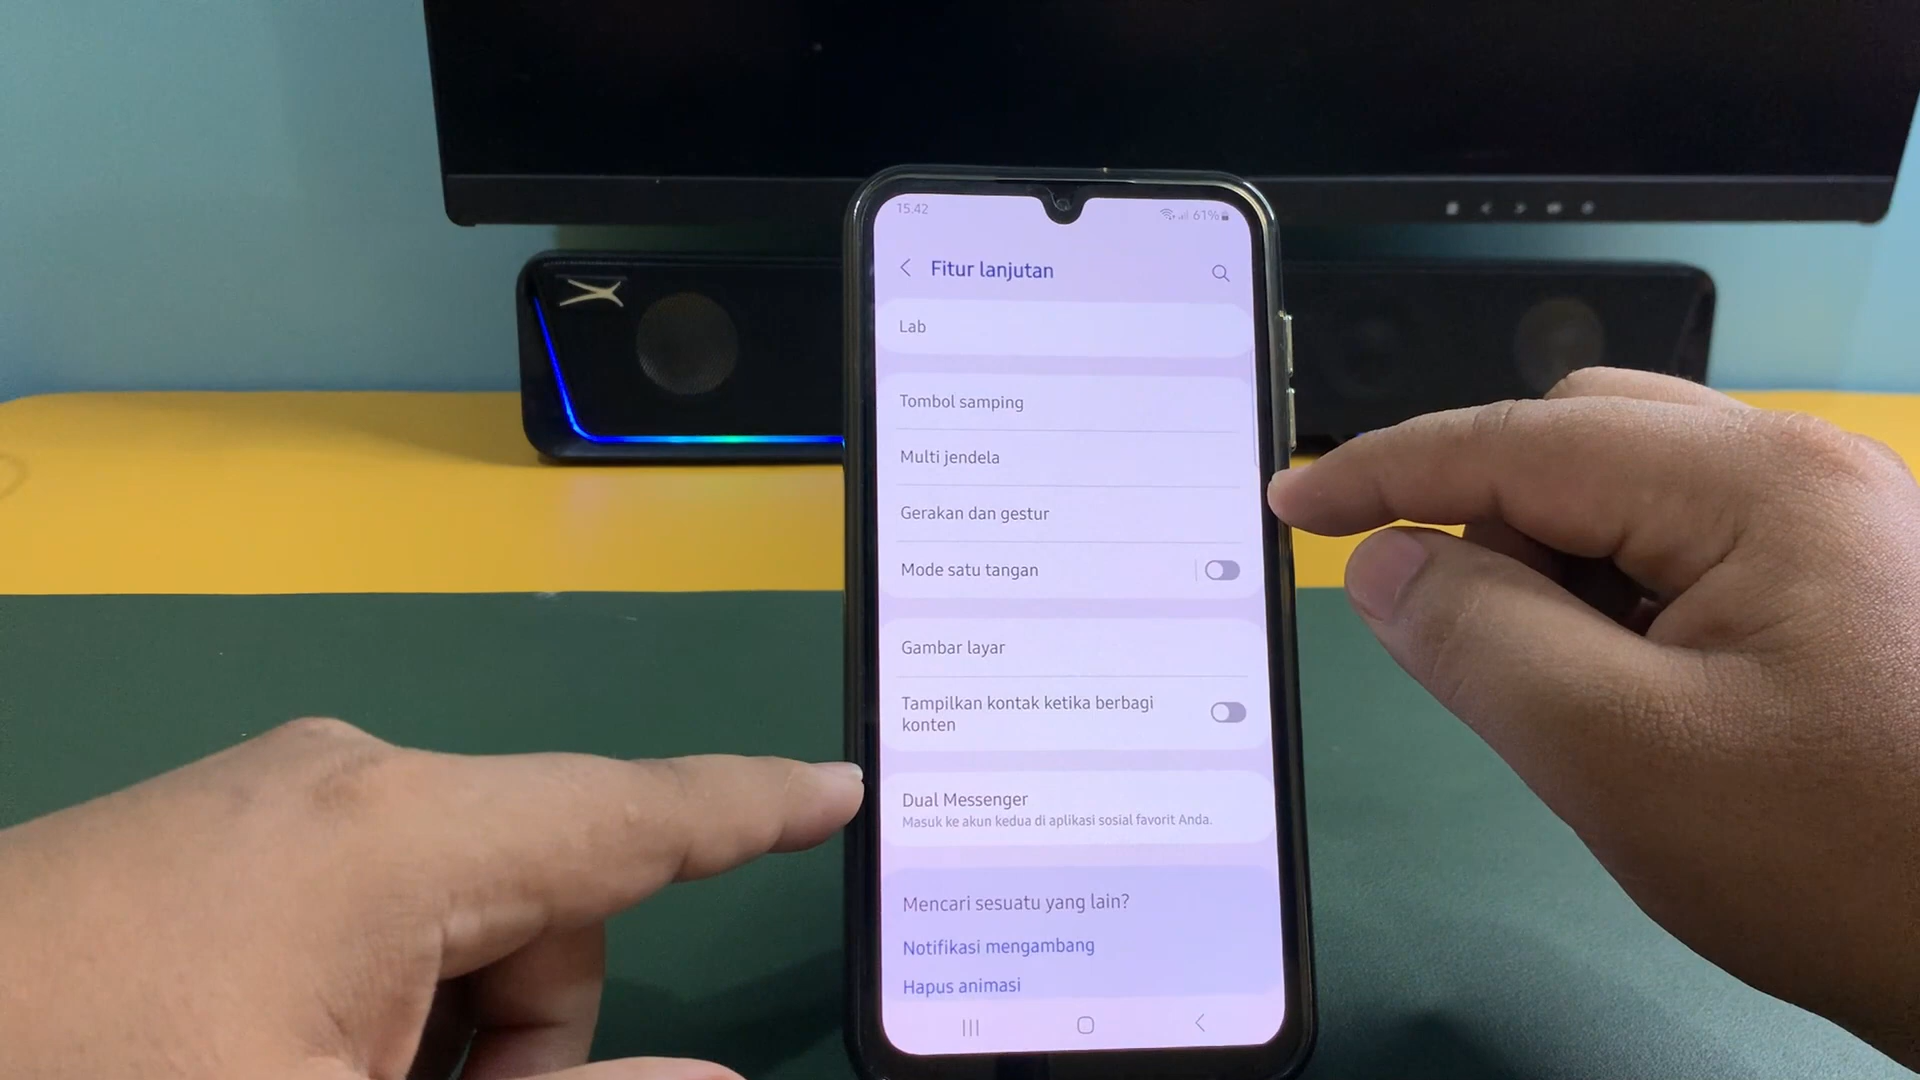 15.42
61%
Fitur lanjutan
Lab
Tombol samping
Multi jendela
Gerakan dan gestur
Mode satu tangan
Gambar layar
Tampilkan kontak ketika berbagi
konten
Dual Messenger
Masuk ke akun kedua di aplikasi sosial favorit Anda.
Mencari sesuatu yang lain?
Notifikasi mengambang
Hapus animasi